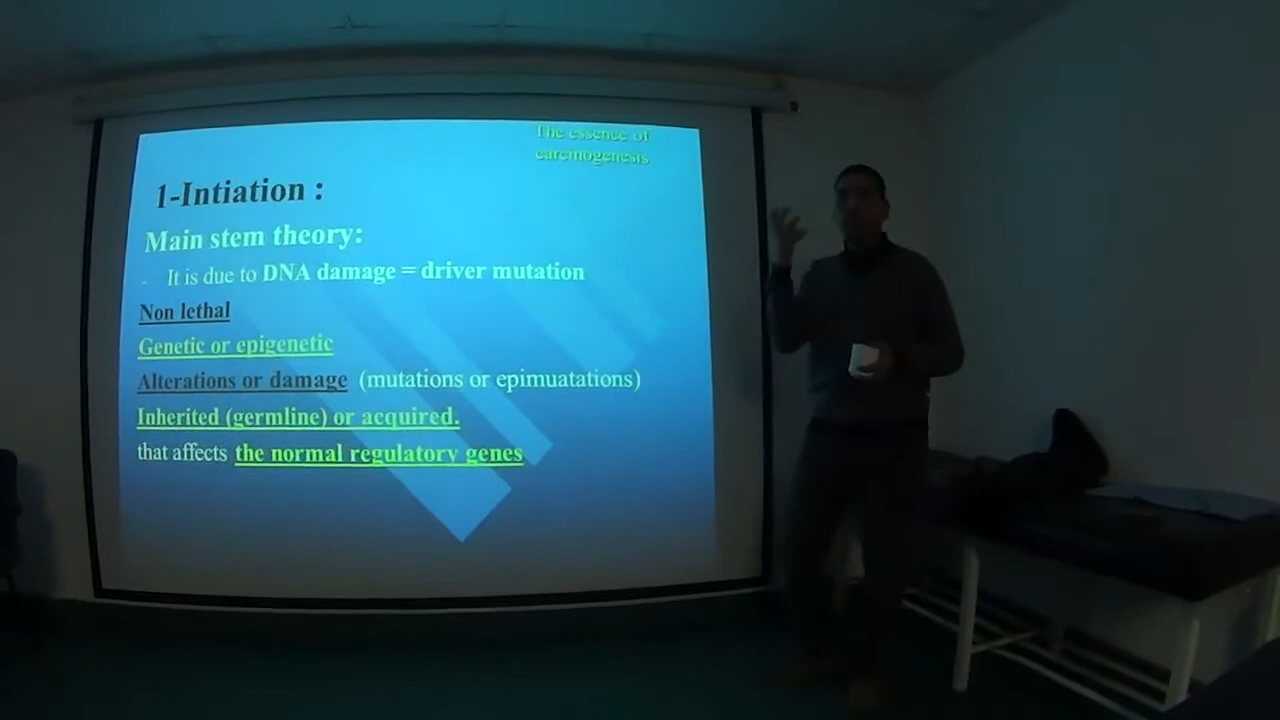 The essence of
carcinogenesis
1-Intiation :
Main stem theory:
- It is due to DNA damage = driver mutation
Non lethal
Genetic or epigenetic
Alterations or damage (mutations or epimuatations)
Inherited (germline) or acquired.
that affects the normal regulatory genes